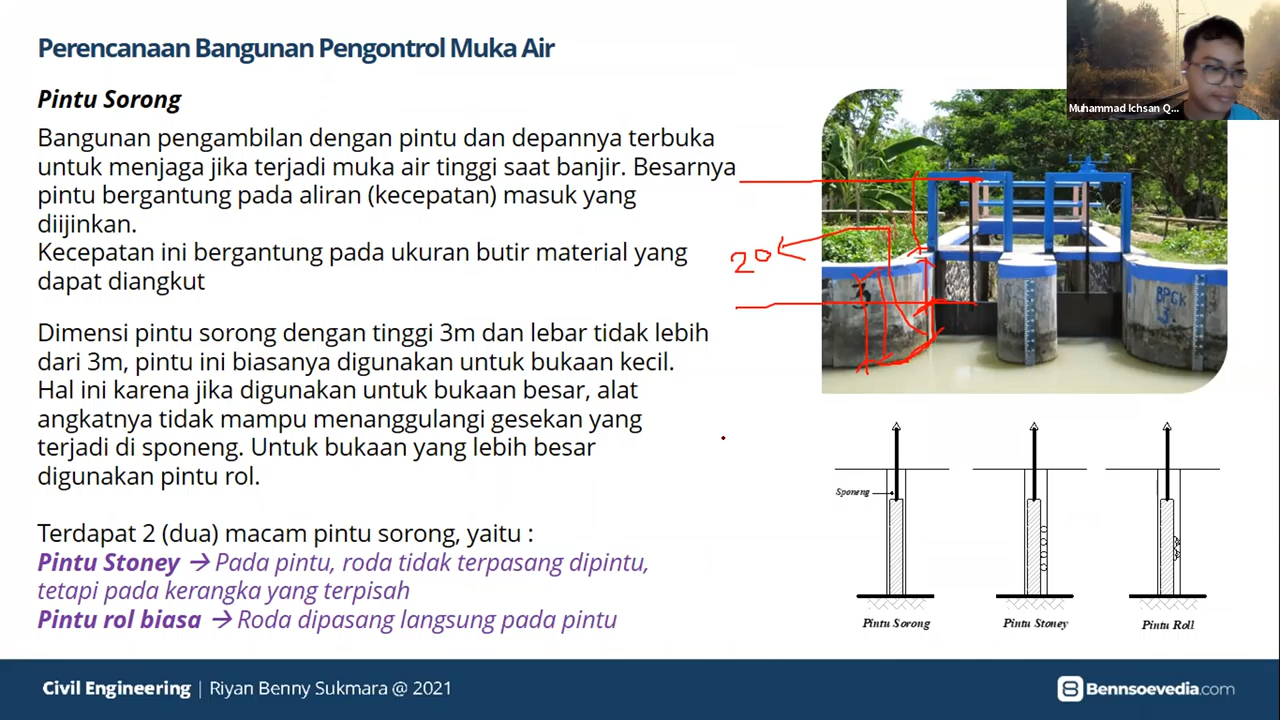 Perencanaan Bangunan Pengontrol Muka Air
Muhammad Ichsan Q...
Pintu Sorong
Bangunan pengambilan dengan pintu dan depannya terbuka
untuk menjaga jika terjadi muka air tinggi saat banjir. Besarnya
pintu bergantung pada aliran (kecepatan) masuk yang
diijinkan.
Kecepatan ini bergantung pada ukuran butir material yang
dapat diangkut
Dimensi pintu sorong dengan tinggi 3m dan lebar tidak lebih
dari 3m, pintu ini biasanya digunakan untuk bukaan kecil.
Hal ini karena jika digunakan untuk bukaan besar, alat
angkatnya tidak mampu menanggulangi gesekan yang
terjadi di sponeng. Untuk bukaan yang lebih besar
digunakan pintu rol.
Terdapat 2 (dua) macam pintu sorong, yaitu :
Pintu Stoney → Pada pintu, roda tidak terpasang dipintu,
tetapi pada kerangka yang terpisah
Pintu rol biasa → Roda dipasang langsung pada pintu
20
3
BPGK
3
Sponeng
Pintu Sorong
Pintu Stoney
Pintu Roll
Civil Engineering | Riyan Benny Sukmara @ 2021
Bennsoevedia.com